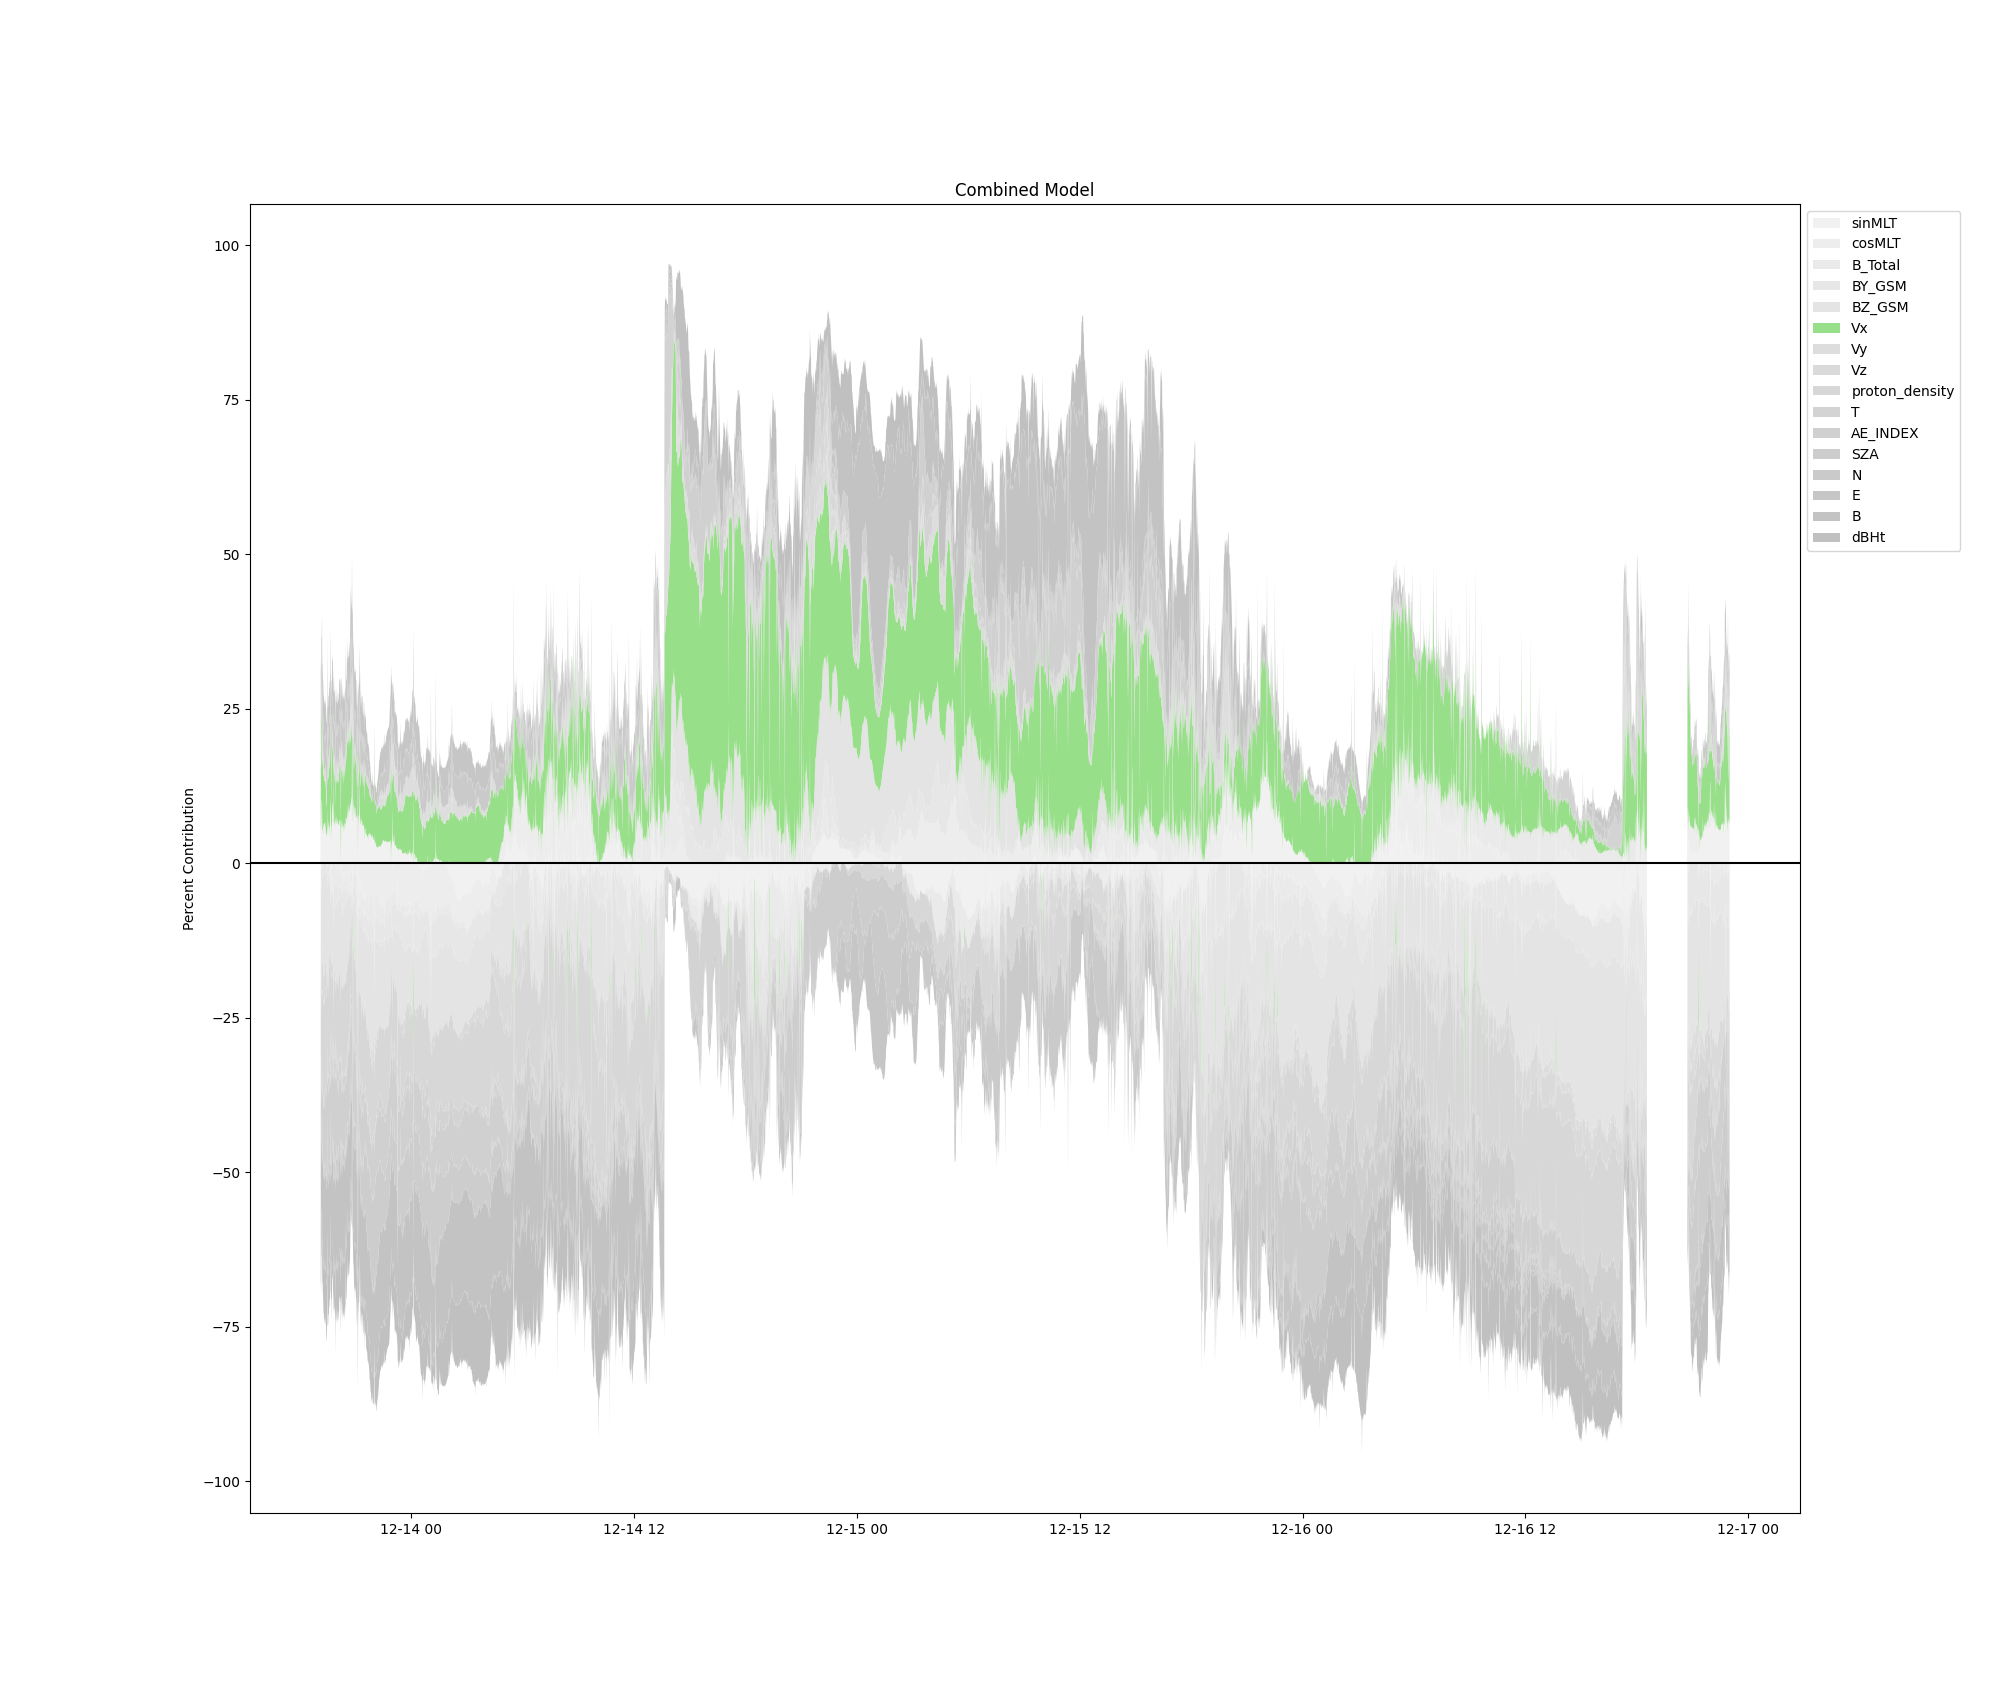 Combined Model
100
75
50
25
0
−25
−50
−75
−100
Percent Contribution
12-14 00
12-14 12
12-15 00
12-15 12
12-16 00
12-16 12
12-17 00
sinMLT
cosMLT
B_Total
BY_GSM
BZ_GSM
Vx
Vy
Vz
proton_density
T
AE_INDEX
SZA
N
E
B
dBHt